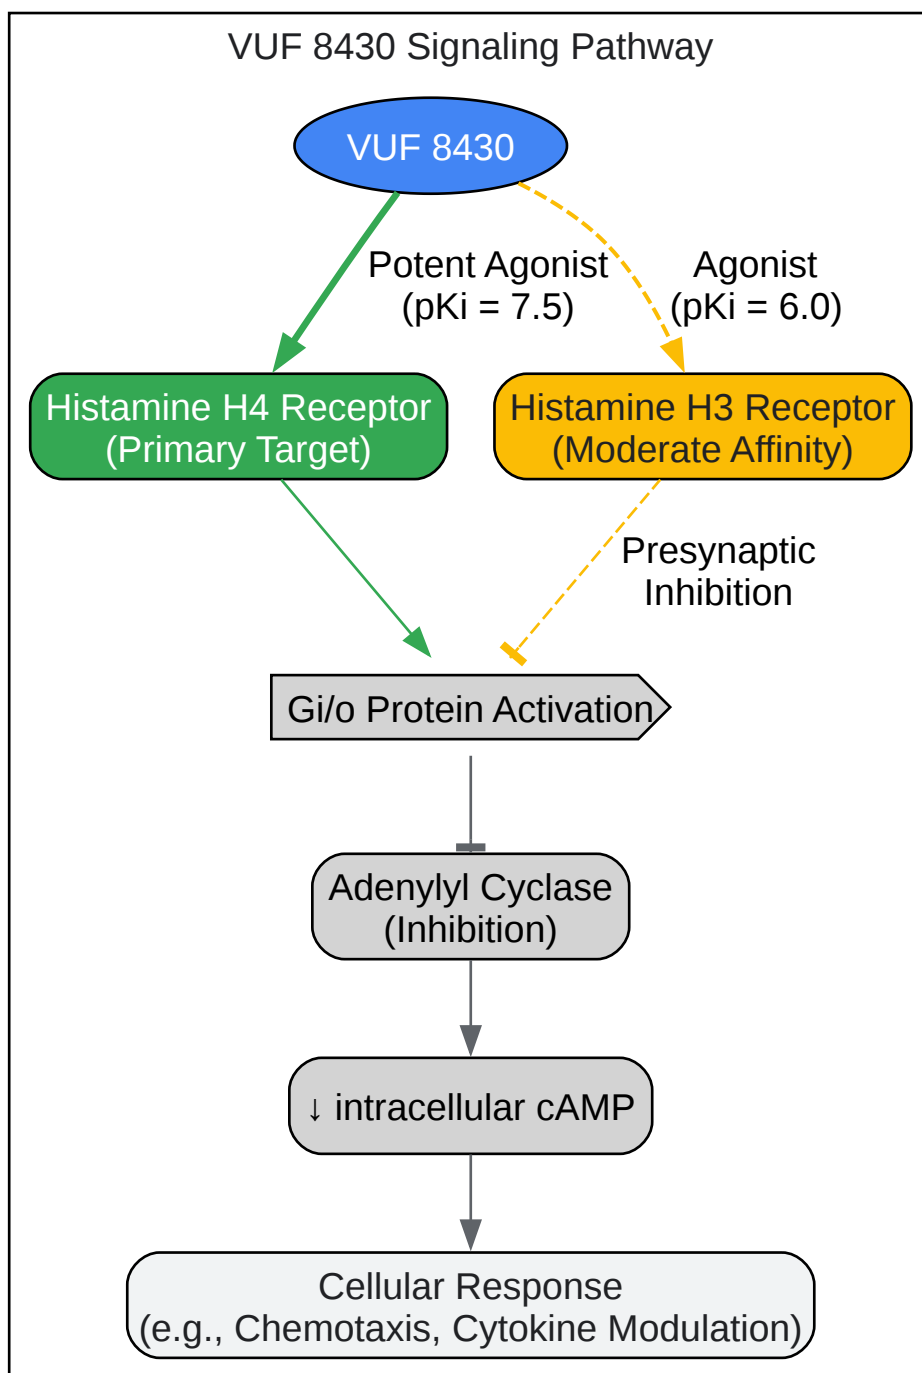 VUF 8430 Signaling Pathway
VUF 8430
Potent Agonist
(pKi = 7.5)
Agonist
(pKi = 6.0)
Histamine H4 Receptor
(Primary Target)
Histamine H3 Receptor
(Moderate Affinity)
Presynaptic
Inhibition
Gi/o Protein Activation
Adenylyl Cyclase
(Inhibition)
↓ intracellular cAMP
Cellular Response
(e.g., Chemotaxis, Cytokine Modulation)